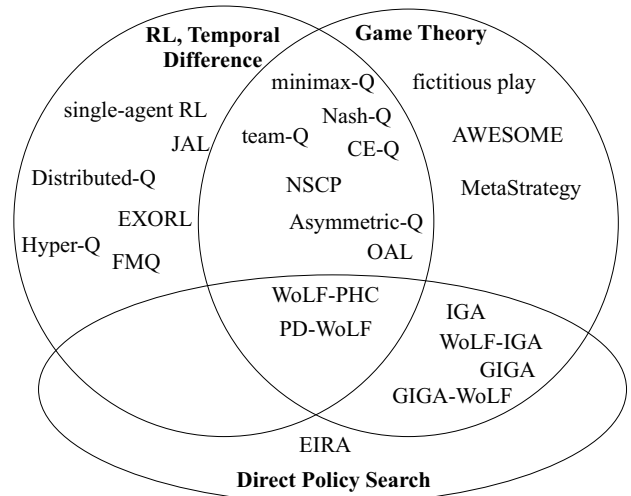 RL, Temporal
Difference
Game Theory
minimax-Q
fictitious play
single-agent RL
Nash-Q
team-Q
AWESOME
JAL
CE-Q
Distributed-Q
NSCP
MetaStrategy
EXORL
Asymmetric-Q
Hyper-Q
OAL
FMQ
WoLF-PHC
IGA
PD-WoLF
WoLF-IGA
GIGA
GIGA-WoLF
EIRA
Direct Policy Search